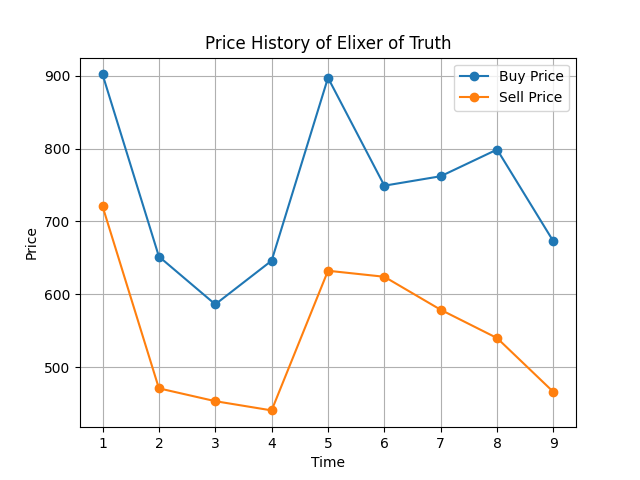 Price History of Elixer of Truth
Buy Price
Sell Price
Price
900
800
700
600
500
1 2 3 4 5 6 7 8 9
Time